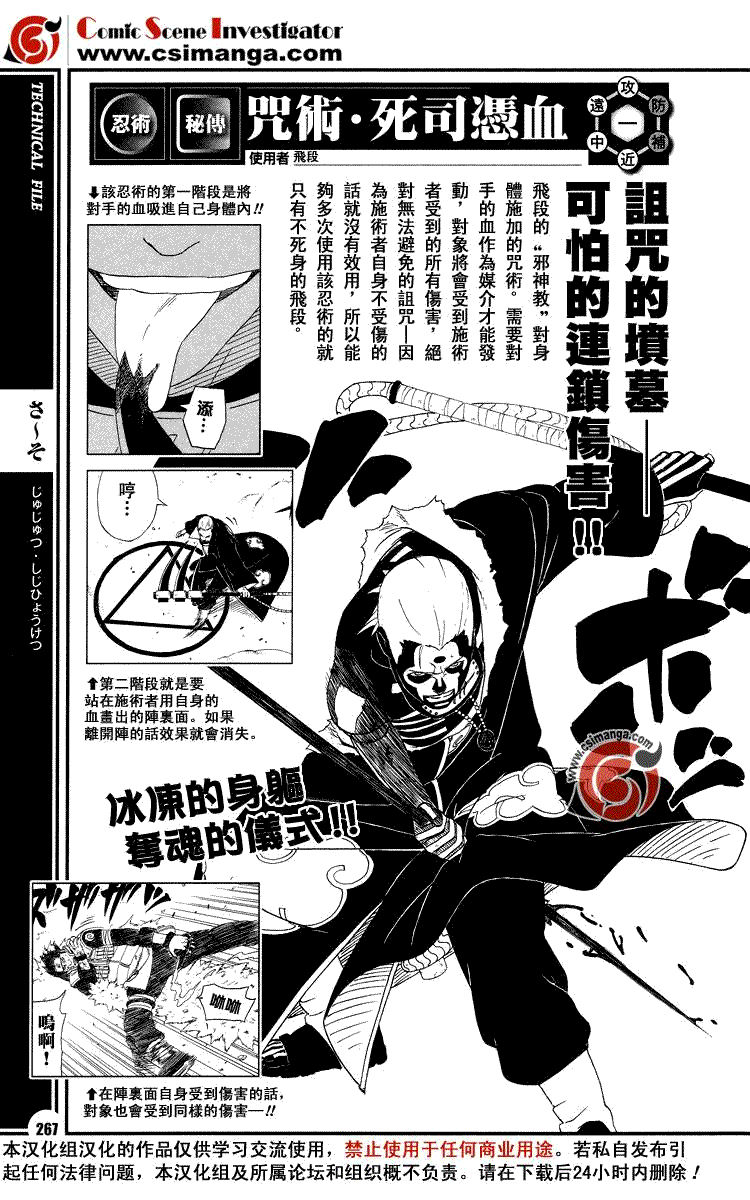 Comic Scene Investigator
www.csimanga.com
TECHNICAL FILE
さ～そ
じゅじゅつ・しじひょうけつ
忍術
秘傳
咒術·死司憑血
使用者 飛段
攻
防
補
近
中
遠
一
詛咒的墳墓——
可怕的連鎖傷害!!
飛段的“邪神教”對身
體施加的咒術。需要對
手的血作為媒介才能發
動，對象將會受到施術
者受到的所有傷害，絕
對無法避免的詛咒—因
為施術者自身不受傷的
話就沒有效用，所以能
夠多次使用該忍術的就
只有不死身的飛段。
⬇該忍術的第一階段是將
對手的血吸進自己身體內!!
添…
哼…
⬆第二階段就是要
站在施術者用自身的
血畫出的陣裏面。如果
離開陣的話效果就會消失。
冰凍的身軀
奪魂的儀式!!!
嗚啊！
⬆在陣裏面自身受到傷害的話，
對象也會受到同樣的傷害—!!
www.csimanga.com
267
本汉化组汉化的作品仅供学习交流使用，禁止使用于任何商业用途。若私自发布引
起任何法律问题，本汉化组及所属论坛和组织概不负责。请在下载后24小时内删除！